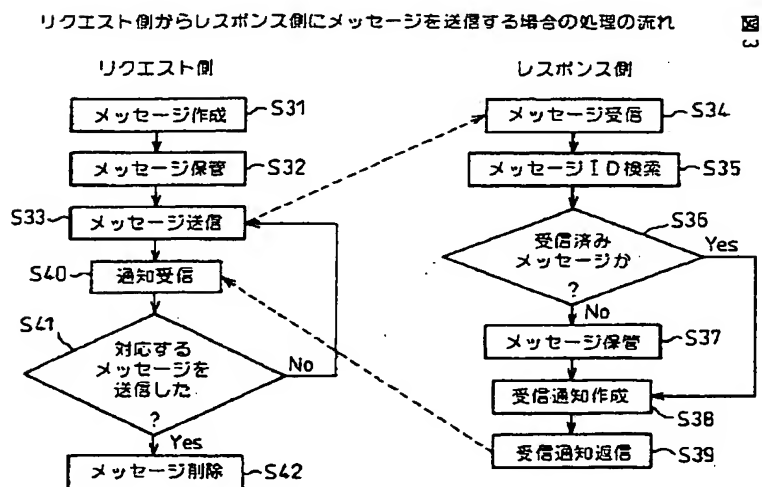 リクエスト側からレスポンス側にメッセージを送信する場合の処理の流れ
図3
リクエスト側
メッセージ作成
S31
メッセージ保管
S32
S33
メッセージ送信
S40
通知受信
S41
対応する
メッセージを
送信した
?
No
Yes
メッセージ削除
S42
レスポンス側
メッセージ受信
S34
メッセージID検索
S35
S36
受信済み
メッセージか
?
Yes
No
メッセージ保管
S37
受信通知作成
S38
受信通知返信
S39